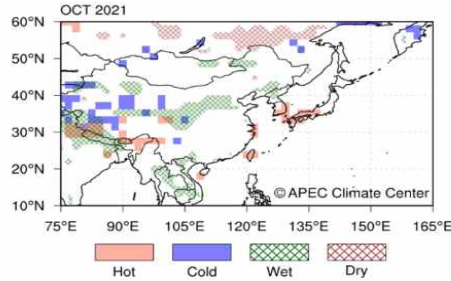 OCT 2021
60°N
50°N
40°N
30°N
20°N
10°N
© APEC Climate Center
75°E 90°E 105°E 120°E 135°E 150°E 165°E
Hot Cold Wet Dry